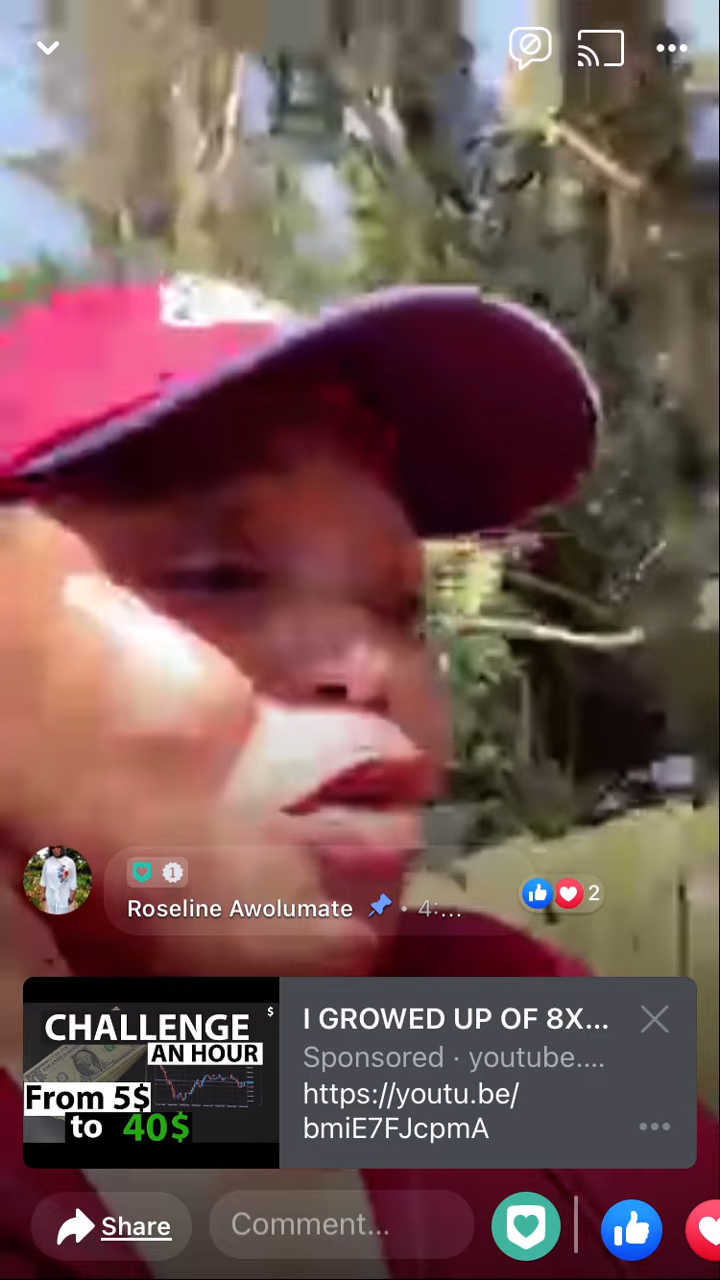 1
Roseline Awolumate • 4:...
2
CHALLENGE $
AN HOUR
From 5$
to 40$
I GROWED UP OF 8X...
Sponsored · youtube....
https://youtu.be/
bmiE7FJcpmA
Share
Comment...